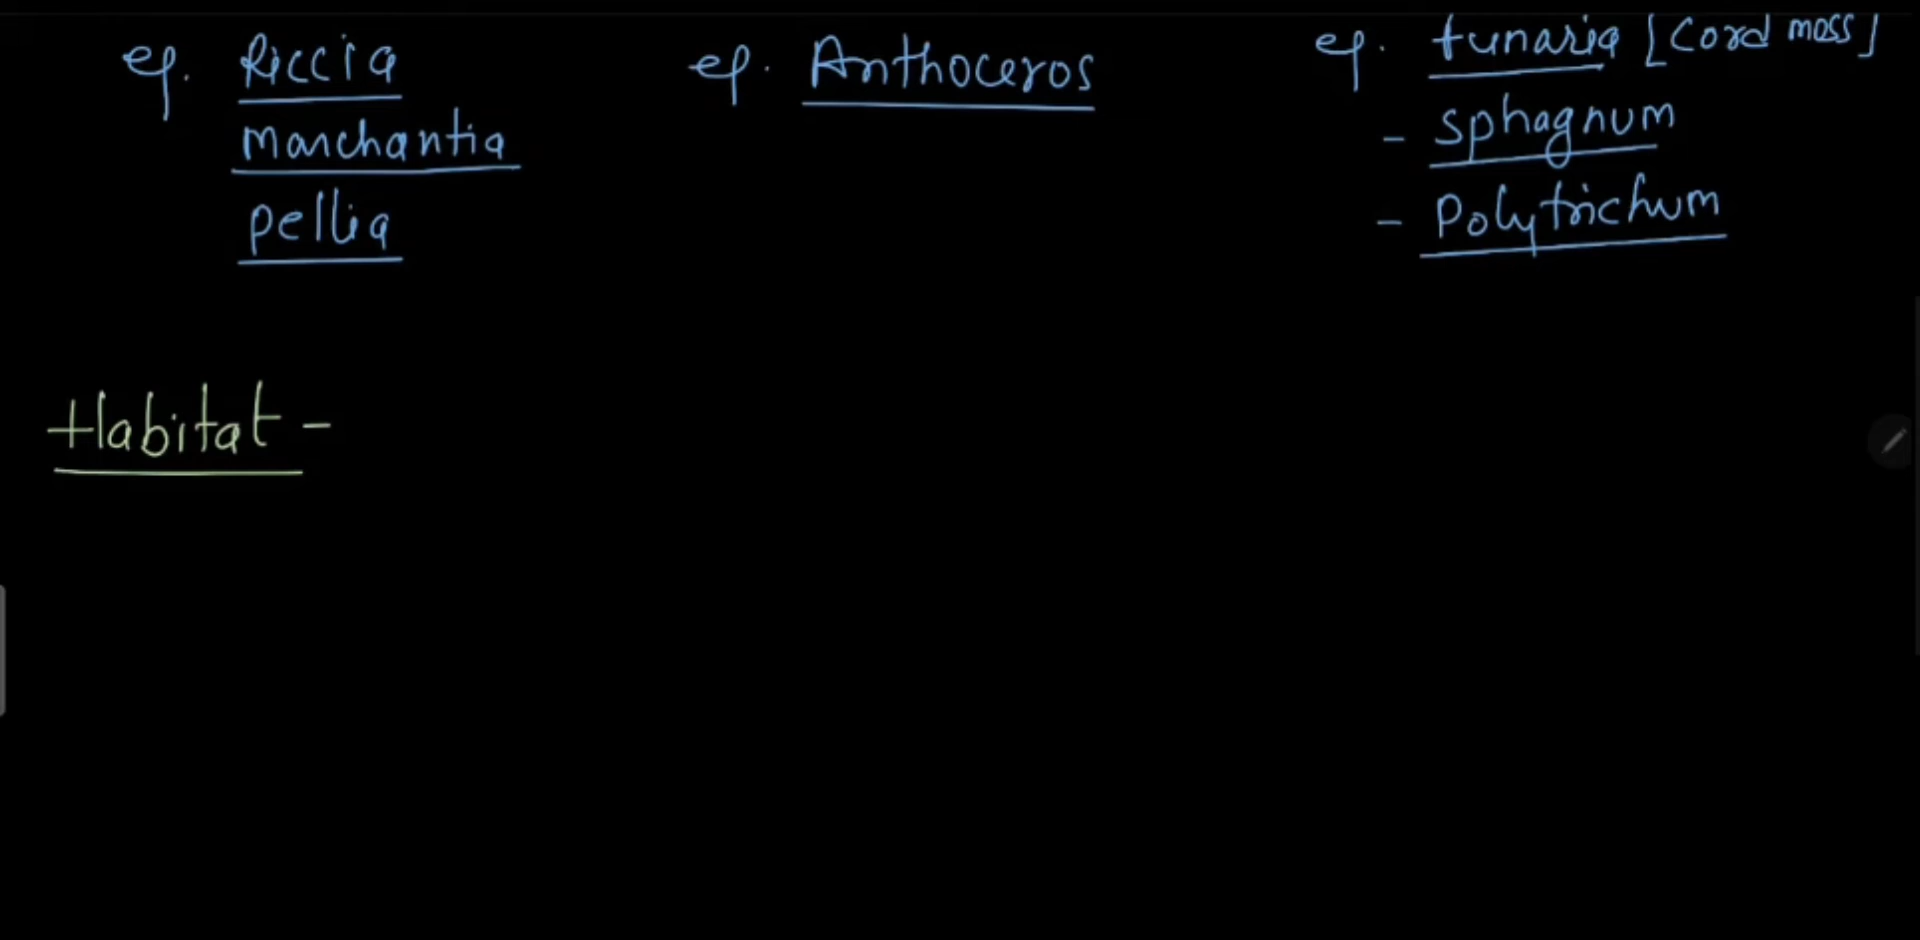 eg. Riccia
Marchantia
Pellia
eg. Anthoceros
eg. Funaria [Cord moss]
- Sphagnum
- Polytrichum
Habitat -